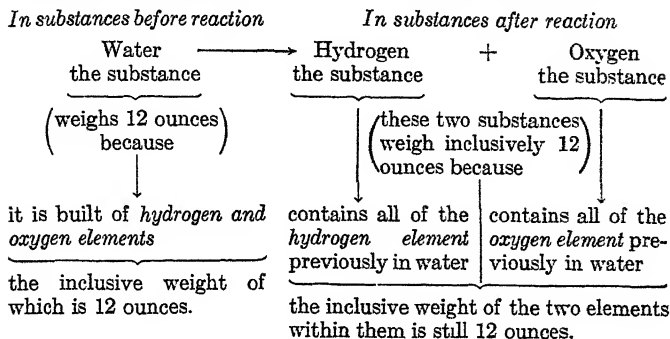 In substances before reaction
In substances after reaction
Water → Hydrogen + Oxygen
the substance the substance the substance
(weighs 12 ounces
because)
(these two substances
weigh inclusively 12
ounces because)
it is built of hydrogen and
oxygen elements
contains all of the
hydrogen element
previously in water
contains all of the
oxygen element pre-
viously in water
the inclusive weight of
which is 12 ounces.
the inclusive weight of the two elements
within them is still 12 ounces.